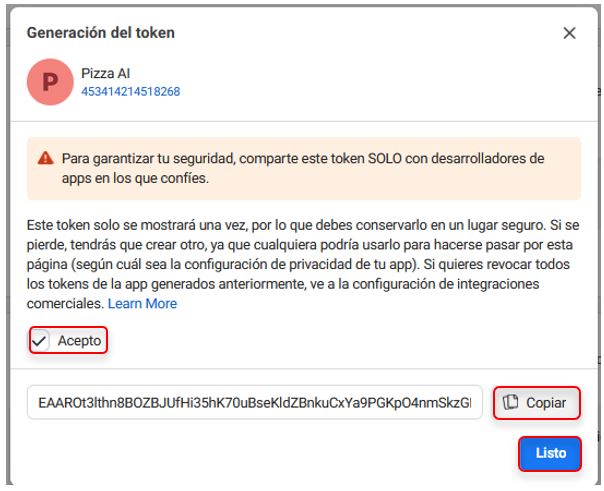 Generación del token
P
Pizza AI
453414214518268
Para garantizar tu seguridad, comparte este token SOLO con desarrolladores de
apps en los que confíes.
Este token solo se mostrará una vez, por lo que debes conservarlo en un lugar seguro. Si se
pierde, tendrás que crear otro, ya que cualquiera podría usarlo para hacerse pasar por esta
página (según cuál sea la configuración de privacidad de tu app). Si quieres revocar todos
los tokens de la app generados anteriormente, ve a la configuración de integraciones
comerciales. Learn More
Acepto
EAAROt3lthn8BOZBJUfHi35hK70uBseKldZBnkuCxYa9PGKpO4nmSkzGl
Copiar
Listo